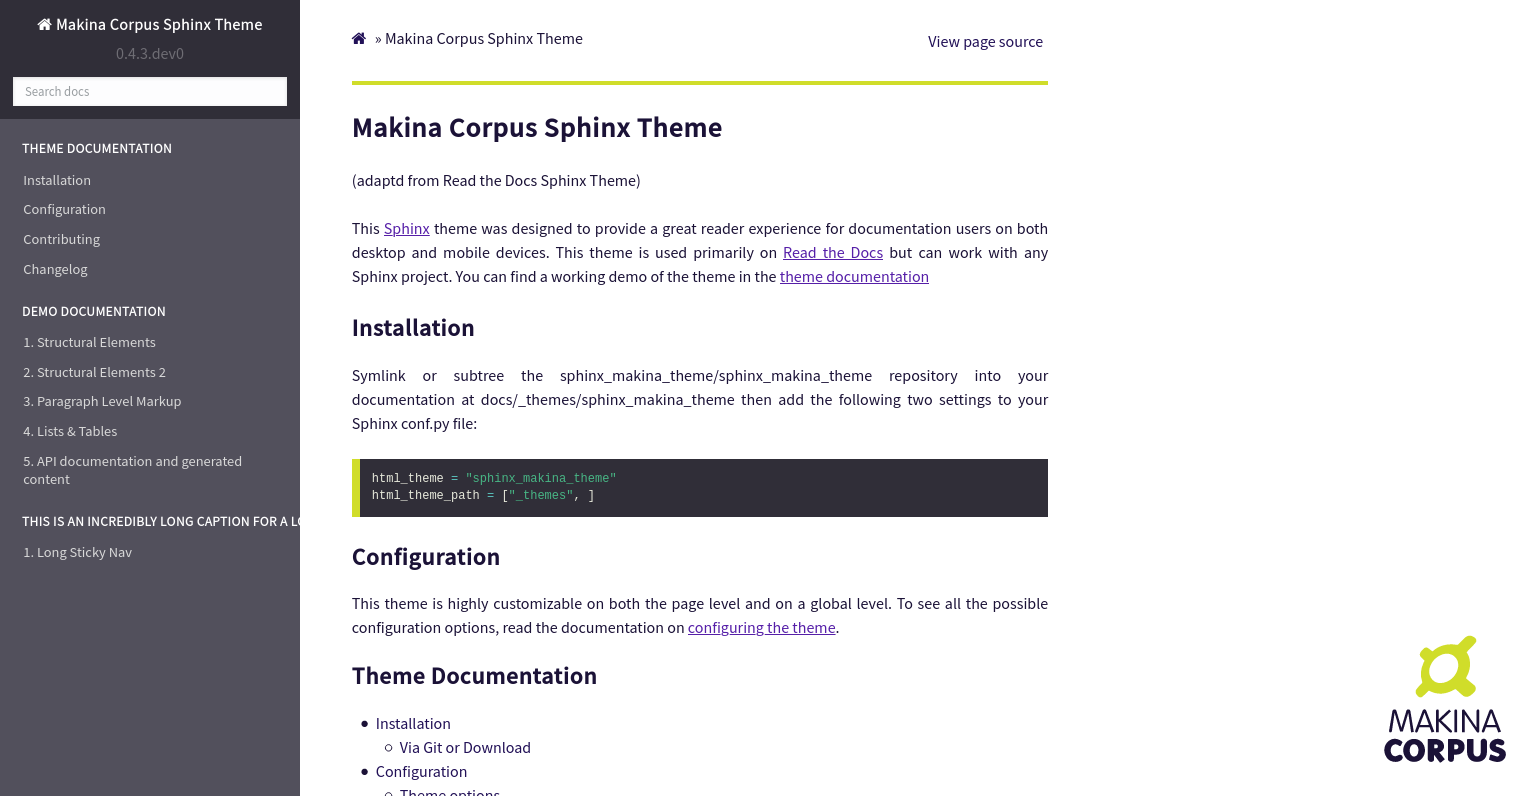 Makina Corpus Sphinx Theme
0.4.3.dev0
Search docs
THEME DOCUMENTATION
Installation
Configuration
Contributing
Changelog
DEMO DOCUMENTATION
1. Structural Elements
2. Structural Elements 2
3. Paragraph Level Markup
4. Lists & Tables
5. API documentation and generated
content
THIS IS AN INCREDIBLY LONG CAPTION FOR A LO
1. Long Sticky Nav
» Makina Corpus Sphinx Theme
View page source
Makina Corpus Sphinx Theme
(adaptd from Read the Docs Sphinx Theme)
This Sphinx theme was designed to provide a great reader experience for documentation users on both
desktop and mobile devices. This theme is used primarily on Read the Docs but can work with any
Sphinx project. You can find a working demo of the theme in the theme documentation
Installation
Symlink or subtree the sphinx_makina_theme/sphinx_makina_theme repository into your
documentation at docs/_themes/sphinx_makina_theme then add the following two settings to your
Sphinx conf.py file:
html_theme = "sphinx_makina_theme"
html_theme_path = ["_themes", ]
Configuration
This theme is highly customizable on both the page level and on a global level. To see all the possible
configuration options, read the documentation on configuring the theme.
Theme Documentation
• Installation
○ Via Git or Download
• Configuration
○ Theme options
MAKINA
CORPUS